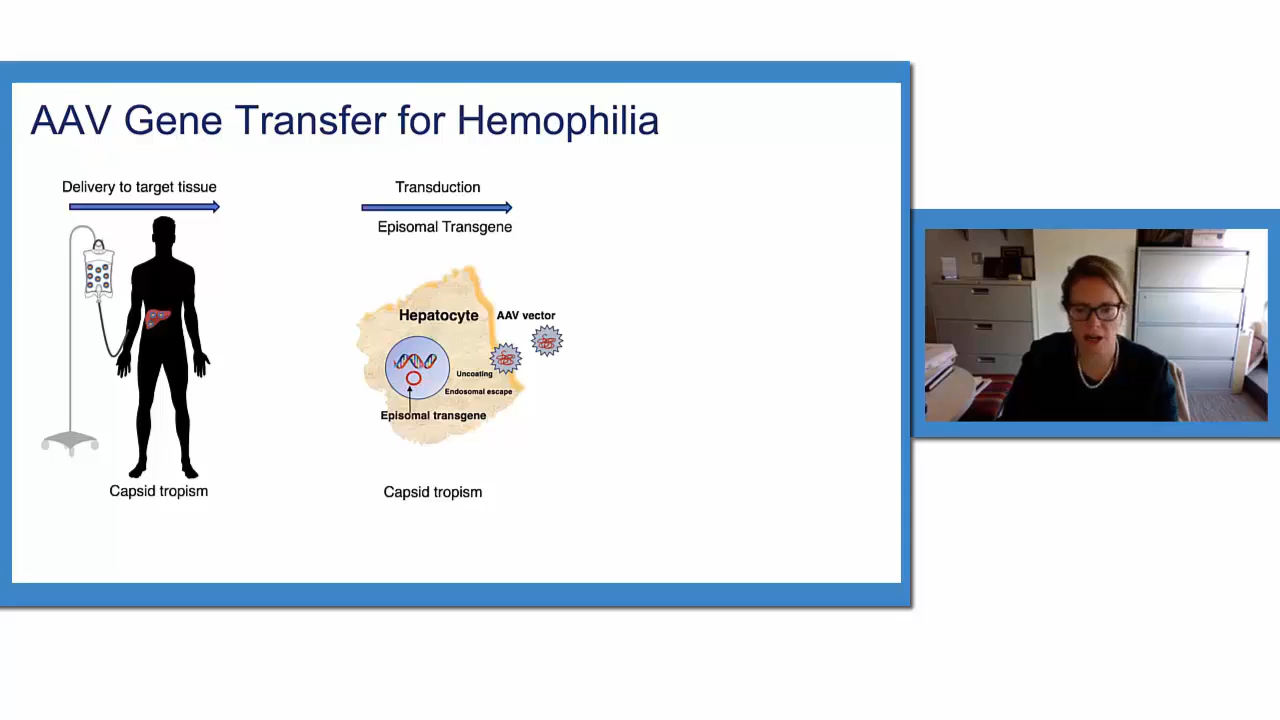 AAV Gene Transfer for Hemophilia
Delivery to target tissue
Capsid tropism
Transduction
Episomal Transgene
Hepatocyte
AAV vector
Uncoating
Endosomal escape
Episomal transgene
Capsid tropism